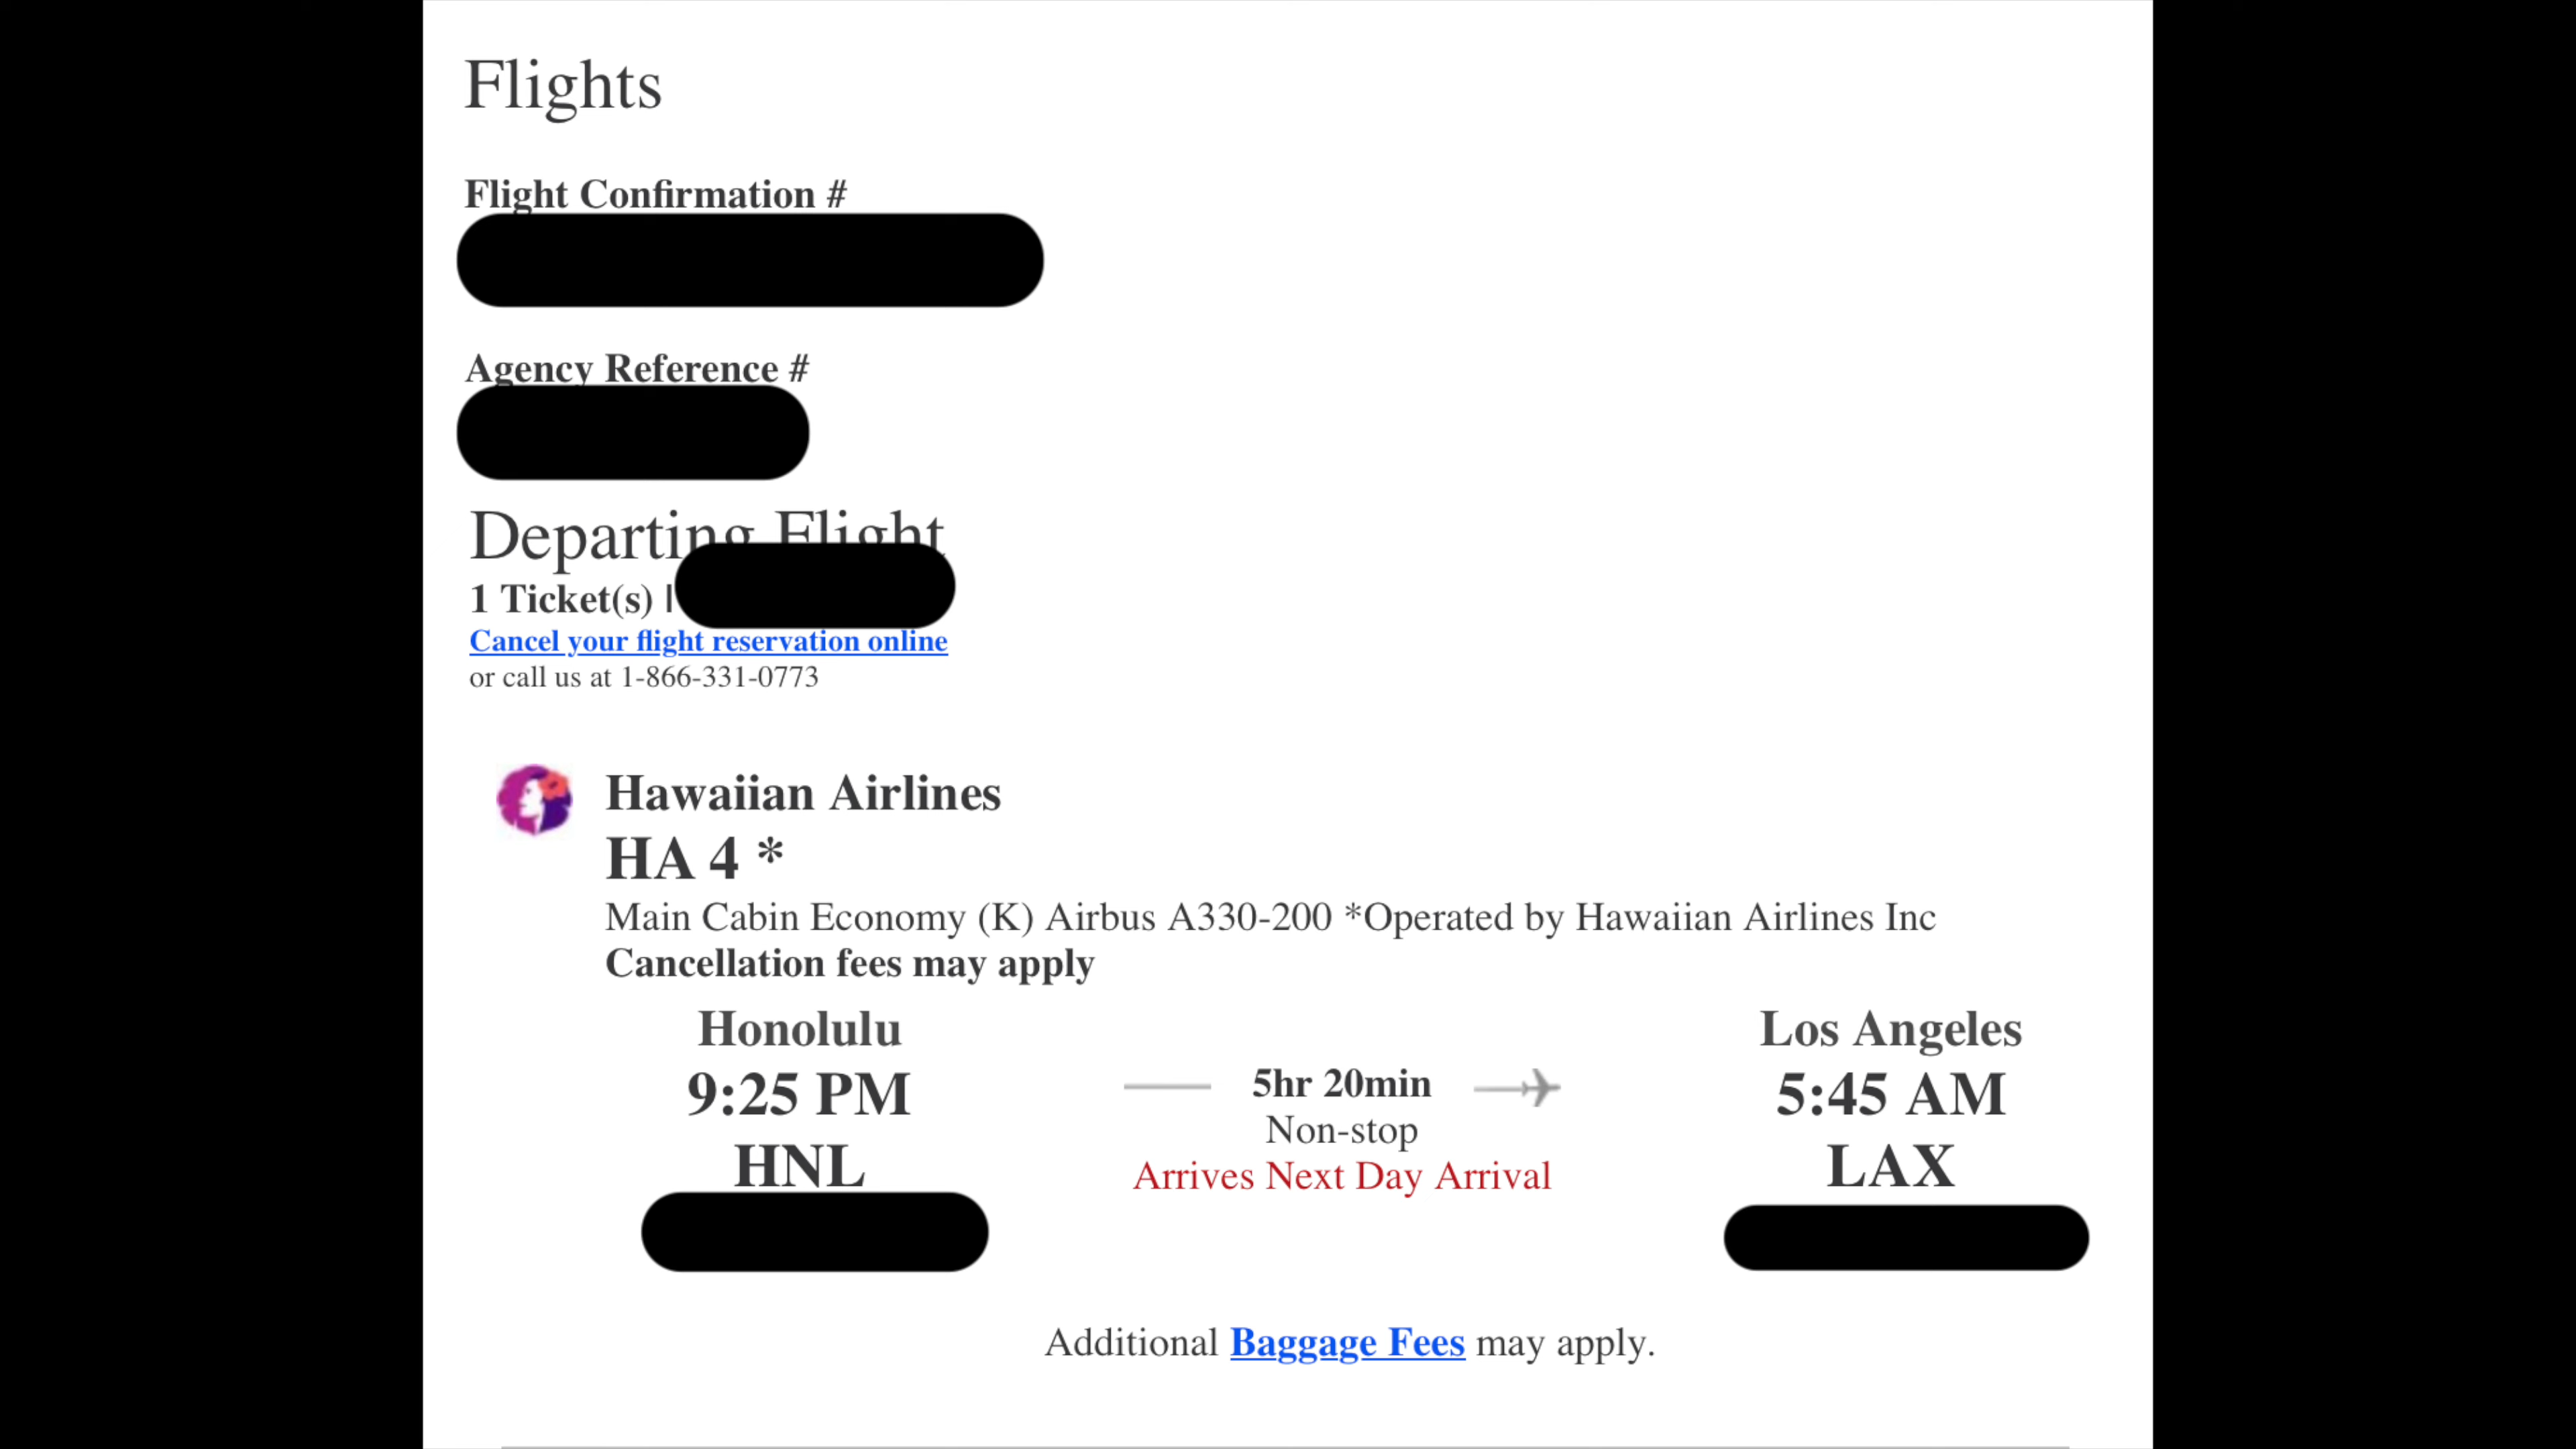 Flights
Flight Confirmation #
Agency Reference #
Departing Flight
1 Ticket(s) |
Cancel your flight reservation online
or call us at 1-866-331-0773
Hawaiian Airlines
HA 4 *
Main Cabin Economy (K) Airbus A330-200 *Operated by Hawaiian Airlines Inc
Cancellation fees may apply
Honolulu
9:25 PM
HNL
5hr 20min
Non-stop
Arrives Next Day Arrival
Los Angeles
5:45 AM
LAX
Additional Baggage Fees may apply.